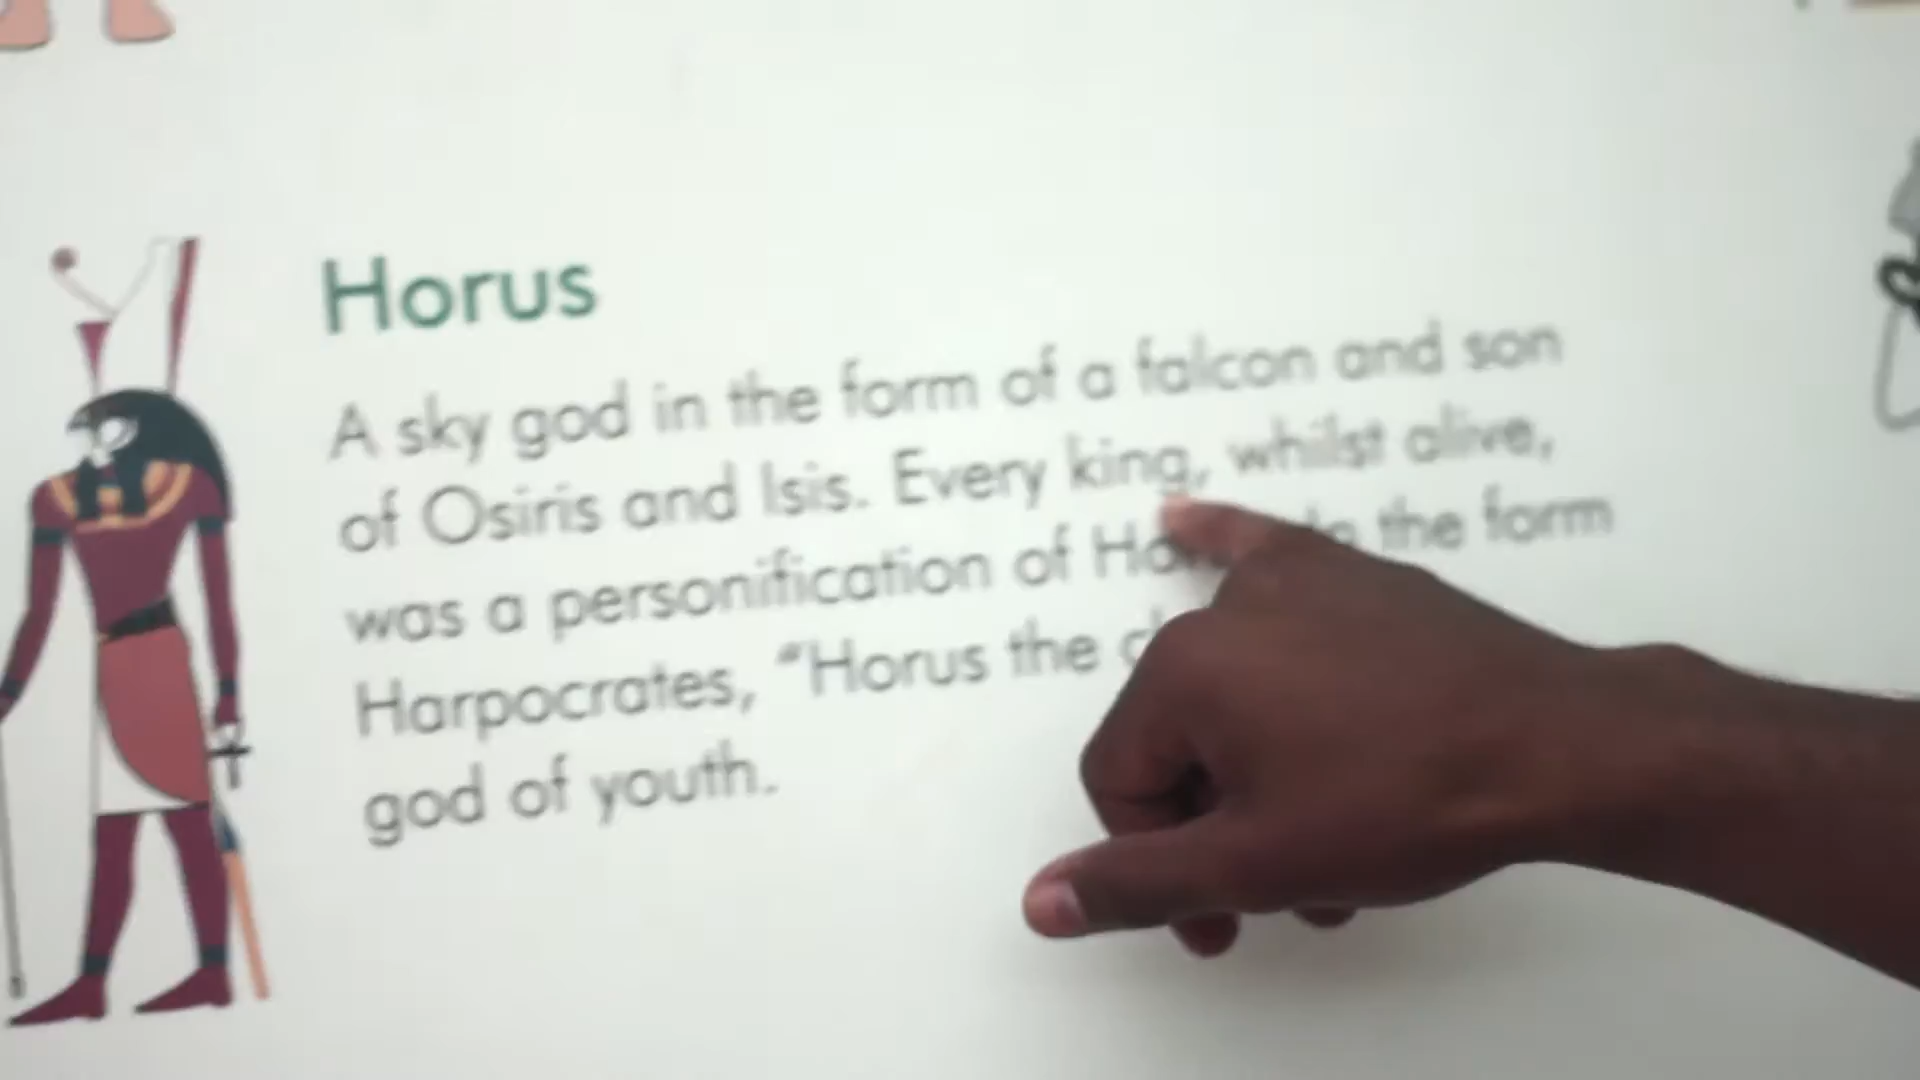 Horus
A sky god in the form of a falcon and son
of Osiris and Isis. Every king, whilst alive,
was a personification of the form
Harpocrates, “Horus the
god of youth.